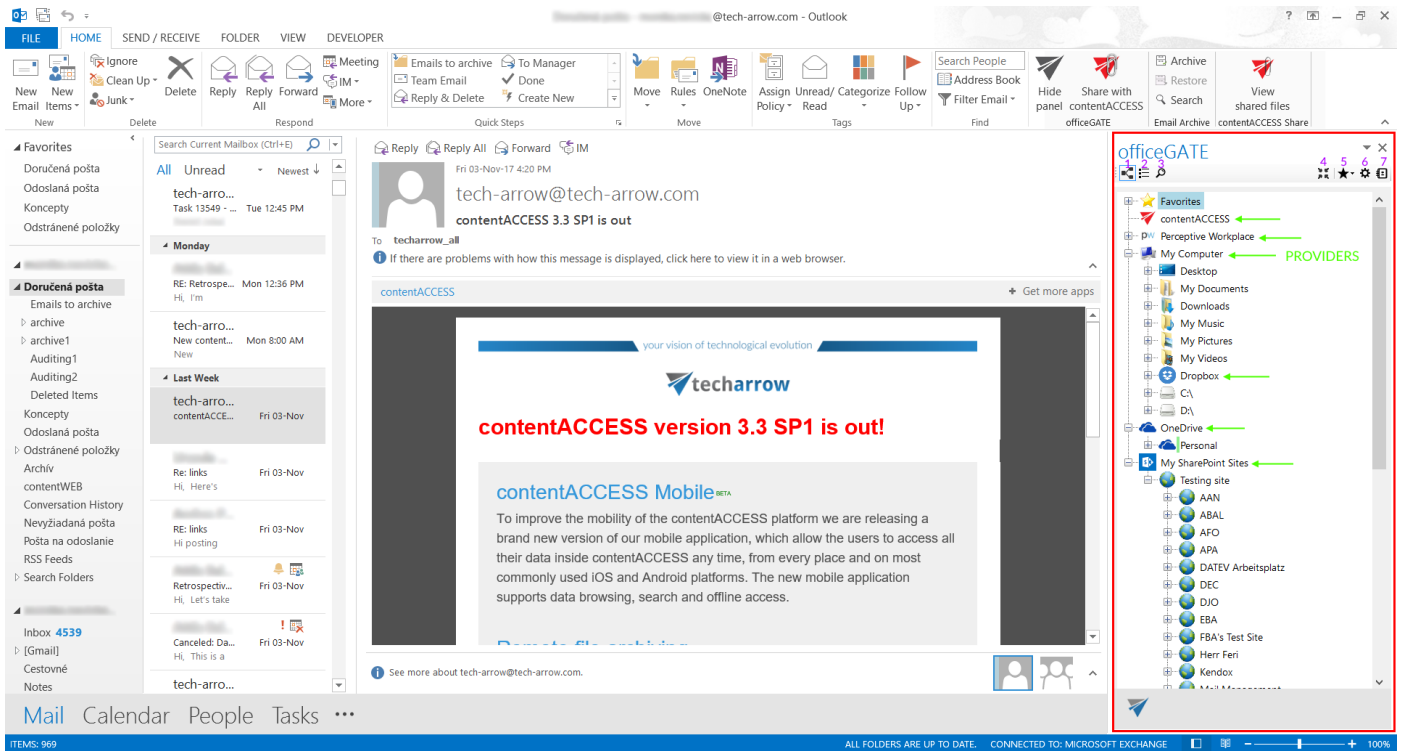 @tech-arrow.com - Outlook
FILE HOME SEND / RECEIVE FOLDER VIEW DEVELOPER
New Email
New Items
New
Ignore
Clean Up
Junk
Delete
Delete
Reply
Reply All
Forward
Meeting
IM
More
Respond
Emails to archive
Team Email
Reply & Delete
To Manager
Done
Create New
Quick Steps
Move
Rules
OneNote
Move
Assign Policy
Unread/ Read
Categorize
Follow Up
Tags
Search People
Address Book
Filter Email
Find
Hide panel
Share with contentACCESS
officeGATE
Archive
Restore
Search
Email Archive
View shared files
contentACCESS Share
Favorites
Doručená pošta
Odoslaná pošta
Koncepty
Odstránené položky
Doručená pošta
Emails to archive
archive
archive1
Auditing1
Auditing2
Deleted Items
Koncepty
Odoslaná pošta
Odstránené položky
Archív
contentWEB
Conversation History
Nevyžiadaná pošta
Pošta na odoslanie
RSS Feeds
Search Folders
Inbox 4539
[Gmail]
Cestovné
Notes
Search Current Mailbox (Ctrl+E)
All Unread Newest ↓
tech-arro...
Task 13549 - ... Tue 12:45 PM
Monday
RE: Retrospe... Mon 12:36 PM
Hi, I'm
tech-arro...
New content... Mon 8:00 AM
New
Last Week
tech-arro...
contentACCE... Fri 03-Nov
Re: links Fri 03-Nov
Hi, Here's
RE: links Fri 03-Nov
Hi posting
Retrospectiv... Fri 03-Nov
Hi, Let's take
Canceled: Da... Fri 03-Nov
Hi, This is a
tech-arro...
Reply Reply All Forward IM
Fri 03-Nov-17 4:20 PM
tech-arrow@tech-arrow.com
contentACCESS 3.3 SP1 is out
To techarrow_all
If there are problems with how this message is displayed, click here to view it in a web browser.
contentACCESS + Get more apps
your vision of technological evolution
techarrow
contentACCESS version 3.3 SP1 is out!
contentACCESS Mobile BETA
To improve the mobility of the contentACCESS platform we are releasing a
brand new version of our mobile application, which allow the users to access all
their data inside contentACCESS any time, from every place and on most
commonly used iOS and Android platforms. The new mobile application
supports data browsing, search and offline access.
Remote file archiving
See more about tech-arrow@tech-arrow.com.
officeGATE
1 2 3 4 5 6 7
Favorites
contentACCESS
pw Perceptive Workplace
My Computer
PROVIDERS
Desktop
My Documents
Downloads
My Music
My Pictures
My Videos
Dropbox
C:\
D:\
OneDrive
Personal
My SharePoint Sites
Testing site
AAN
ABAL
AFO
APA
DATEV Arbeitsplatz
DEC
DJO
EBA
FBA's Test Site
Herr Feri
Kendox
Mail Management
Mail Calendar People Tasks •••
ITEMS: 969
ALL FOLDERS ARE UP TO DATE. CONNECTED TO: MICROSOFT EXCHANGE 100%